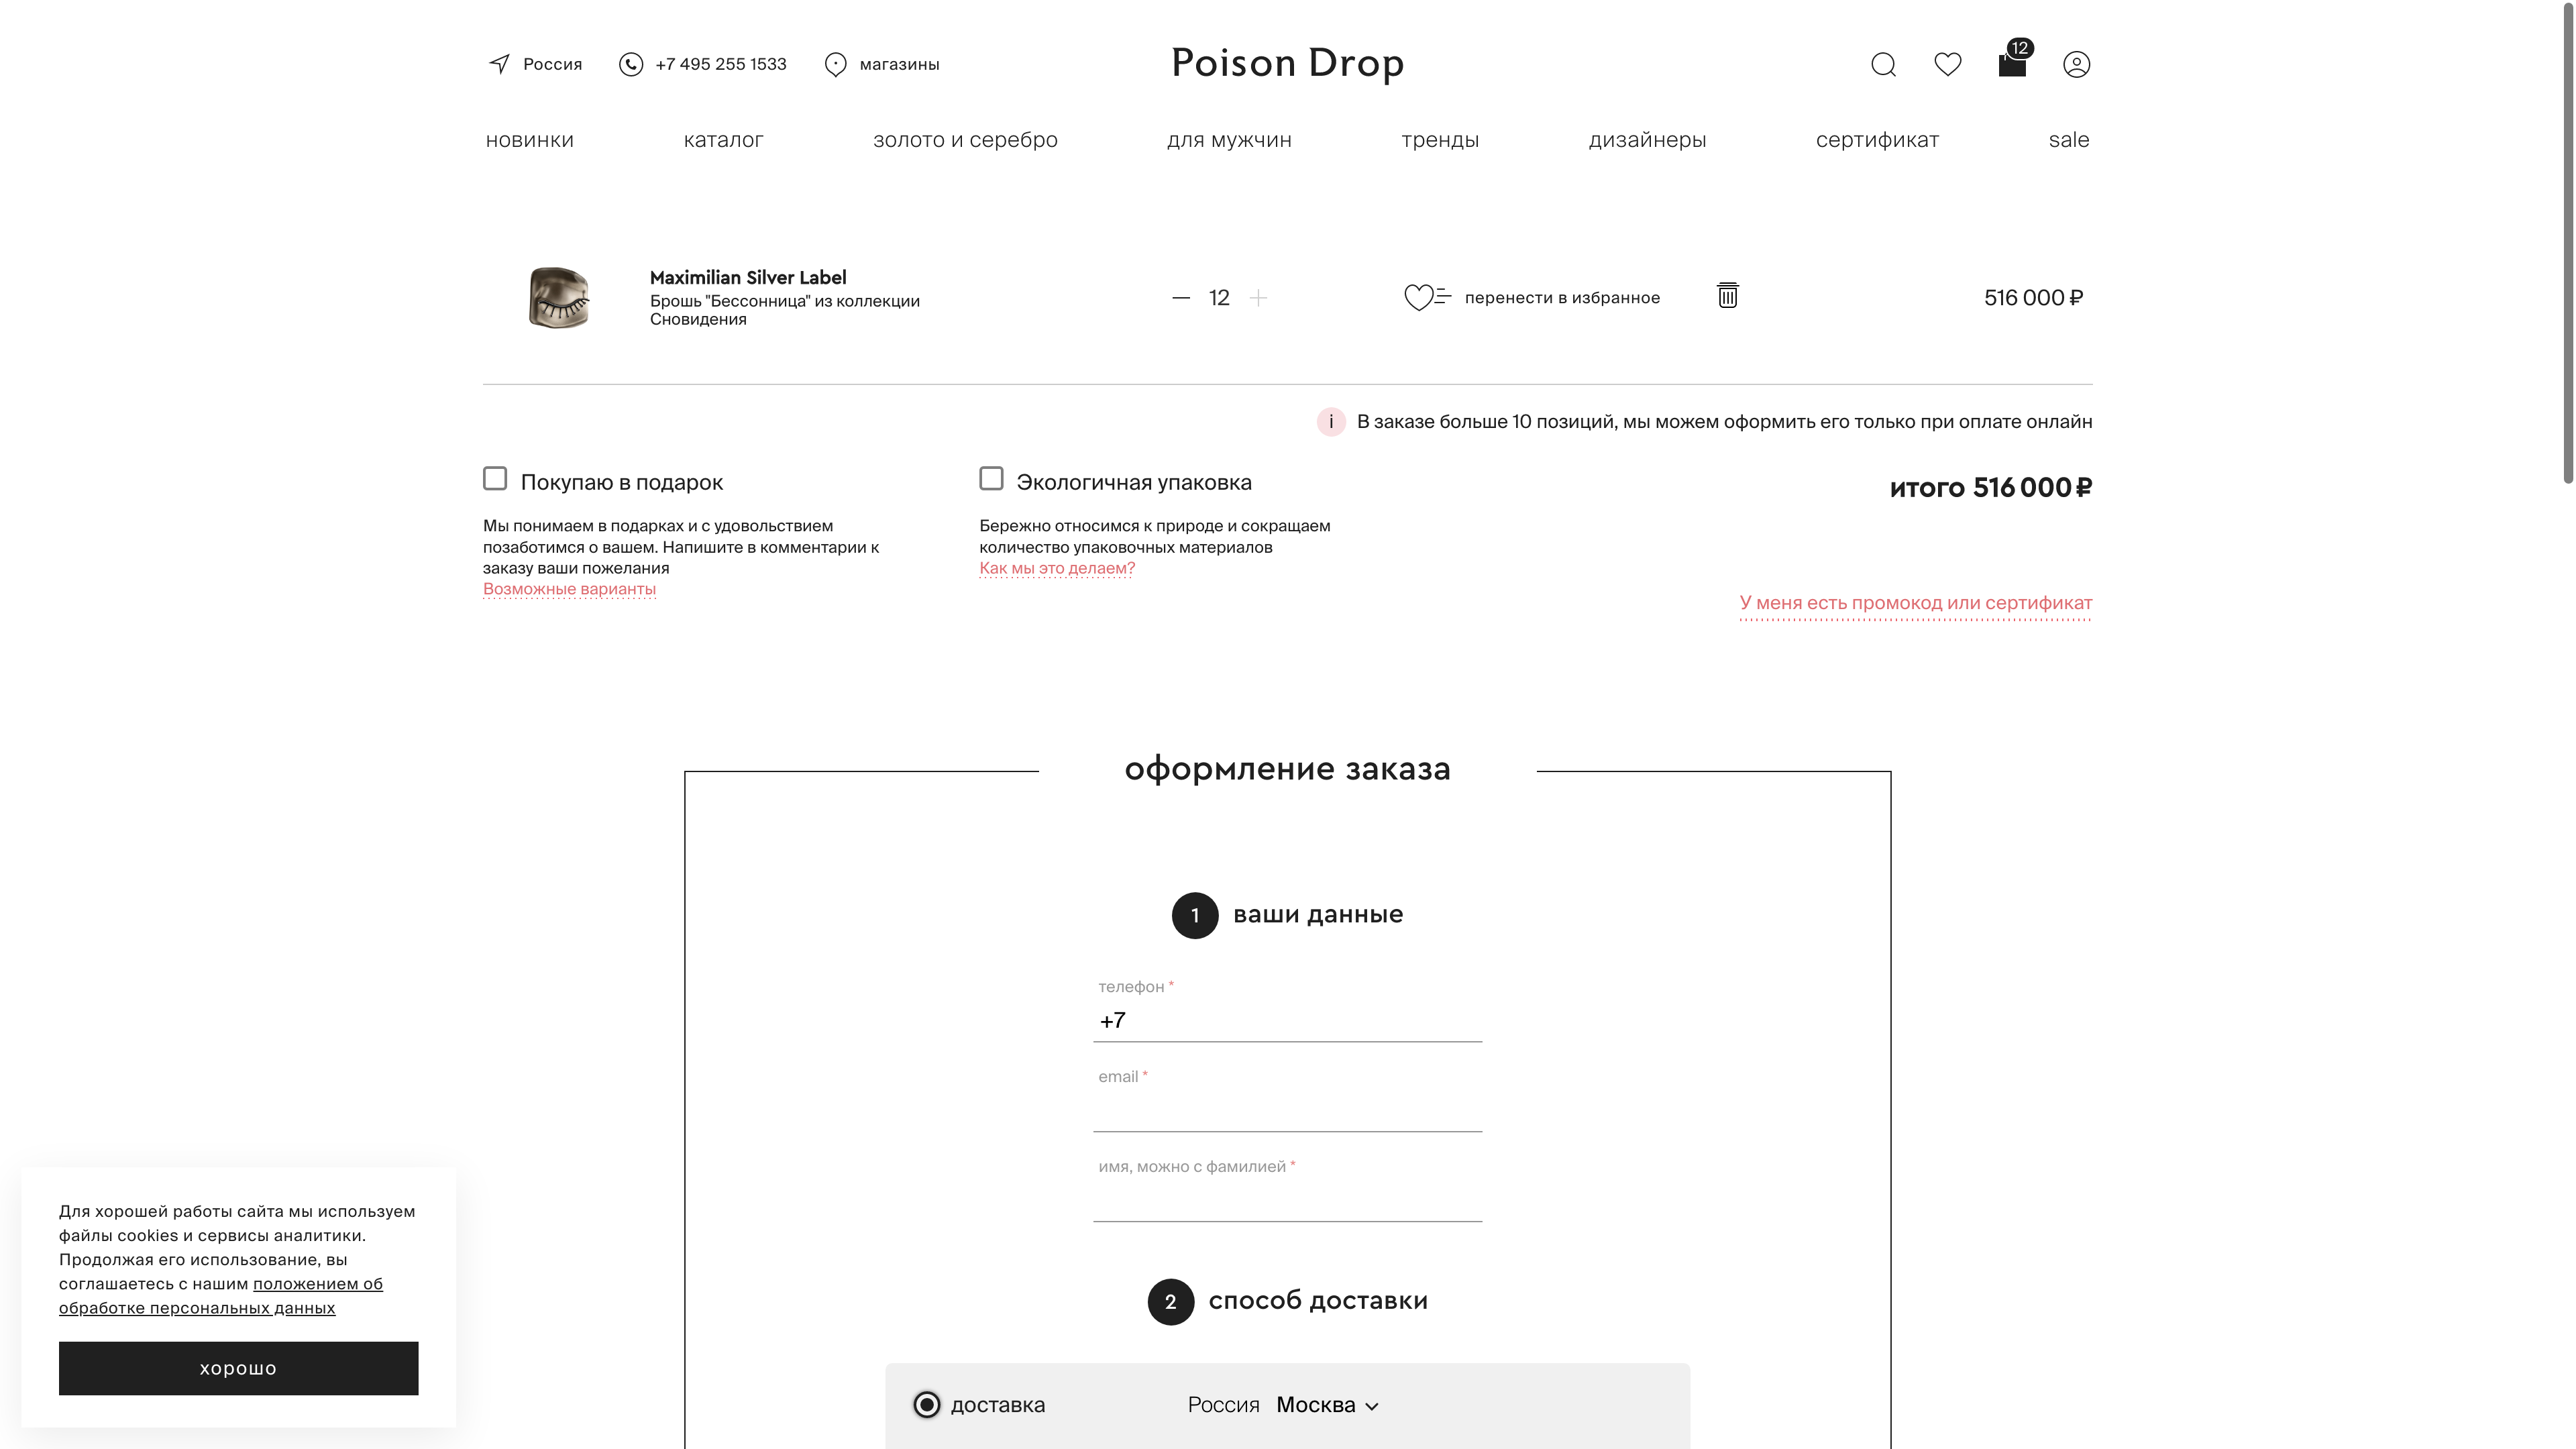 Россия
+7 495 255 1533
магазины
Poison Drop
12
новинки
каталог
золото и серебро
для мужчин
тренды
дизайнеры
сертификат
sale
Maximilian Silver Label
Брошь "Бессонница" из коллекции
Сновидения
12
перенести в избранное
516 000 ₽
i
В заказе больше 10 позиций, мы можем оформить его только при оплате онлайн
Покупаю в подарок
Мы понимаем в подарках и с удовольствием
позаботимся о вашем. Напишите в комментарии к
заказу ваши пожелания
Возможные варианты
Экологичная упаковка
Бережно относимся к природе и сокращаем
количество упаковочных материалов
Как мы это делаем?
итого 516 000 ₽
У меня есть промокод или сертификат
оформление заказа
1 ваши данные
телефон *
+7
email *
имя, можно с фамилией *
2 способ доставки
доставка
Россия Москва
Для хорошей работы сайта мы используем
файлы cookies и сервисы аналитики.
Продолжая его использование, вы
соглашаетесь с нашим положением об
обработке персональных данных
хорошо